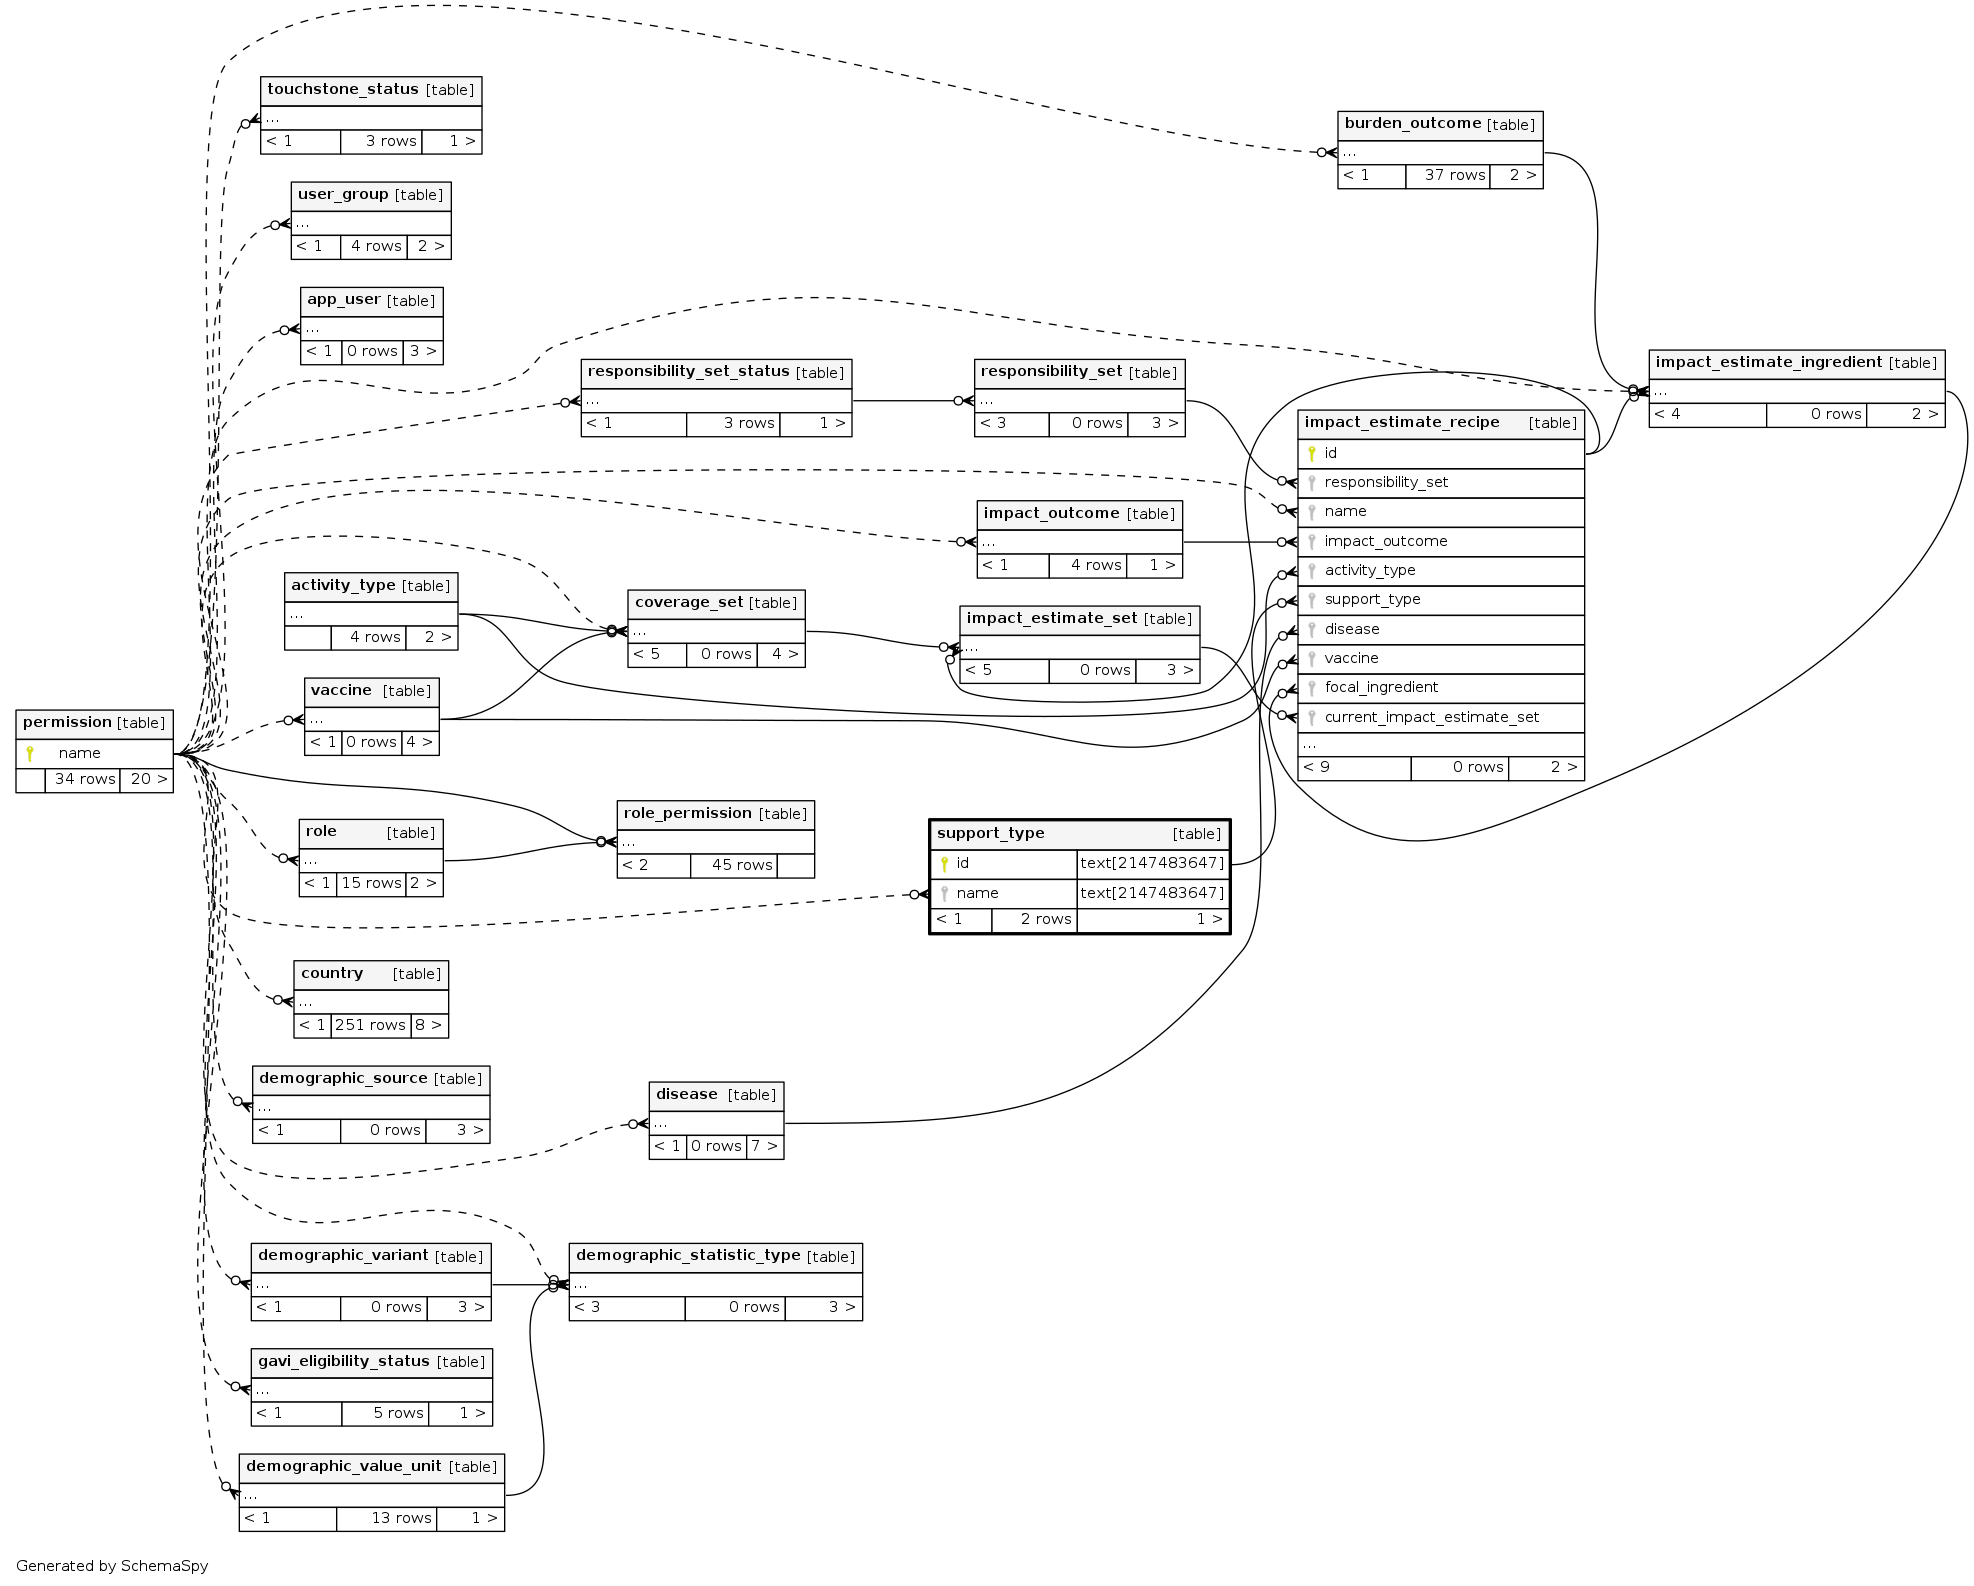 touchstone_status [table]
...
< 1 3 rows 1 >
user_group [table]
...
< 1 4 rows 2 >
app_user [table]
...
< 1 0 rows 3 >
burden_outcome [table]
...
< 1 37 rows 2 >
responsibility_set_status [table]
...
< 1 3 rows 1 >
responsibility_set [table]
...
< 3 0 rows 3 >
impact_estimate_ingredient [table]
...
< 4 0 rows 2 >
impact_estimate_recipe [table]
id
responsibility_set
name
impact_outcome
activity_type
support_type
disease
vaccine
focal_ingredient
current_impact_estimate_set
...
< 9 0 rows 2 >
impact_outcome [table]
...
< 1 4 rows 1 >
activity_type [table]
...
4 rows 2 >
coverage_set [table]
...
< 5 0 rows 4 >
impact_estimate_set [table]
...
< 5 0 rows 3 >
vaccine [table]
...
< 1 0 rows 4 >
permission [table]
name
34 rows 20 >
role [table]
...
< 1 15 rows 2 >
role_permission [table]
...
< 2 45 rows
support_type [table]
id text[2147483647]
name text[2147483647]
< 1 2 rows 1 >
country [table]
...
< 1 251 rows 8 >
demographic_source [table]
...
< 1 0 rows 3 >
disease [table]
...
< 1 0 rows 7 >
demographic_variant [table]
...
< 1 0 rows 3 >
demographic_statistic_type [table]
...
< 3 0 rows 3 >
gavi_eligibility_status [table]
...
< 1 5 rows 1 >
demographic_value_unit [table]
...
< 1 13 rows 1 >
Generated by SchemaSpy